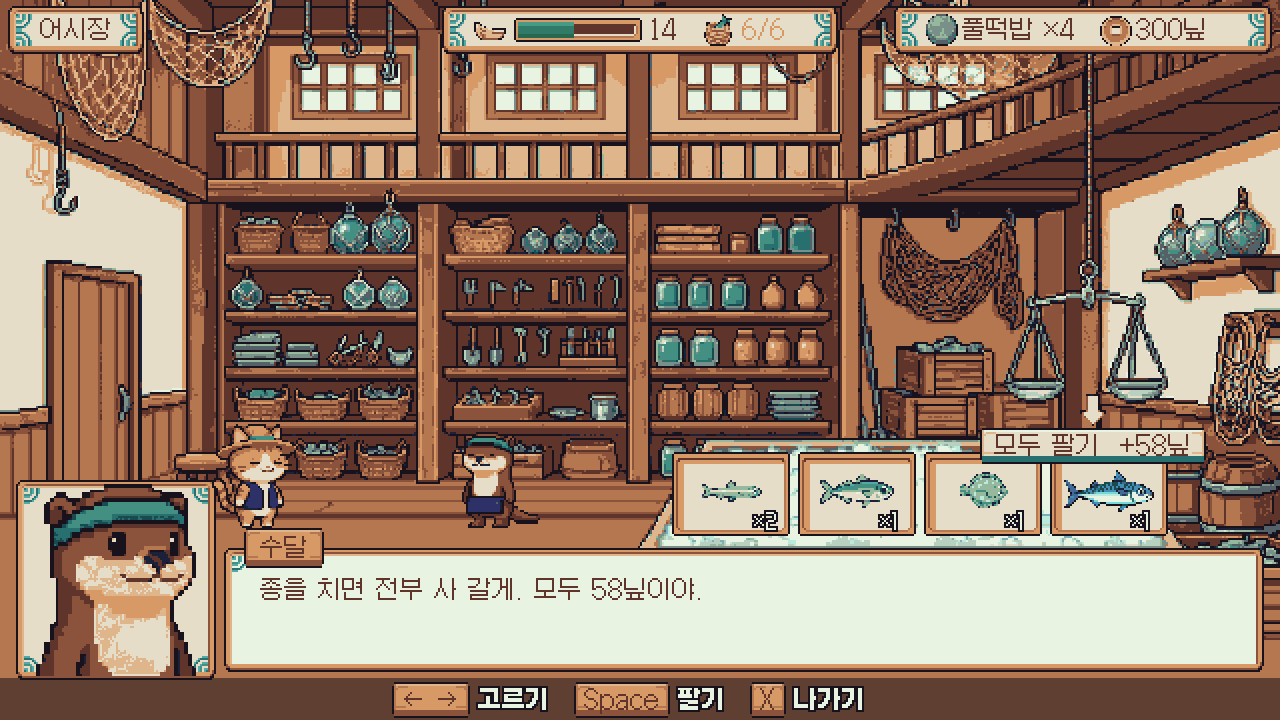 어시장
14
6/6
풀떡밥 ×4
300닢
모두 팔기 +58닢
×2
×1
×1
×1
수달
종을 치면 전부 사 갈게. 모두 58닢이야.
← → 고르기
Space 팔기
X 나가기